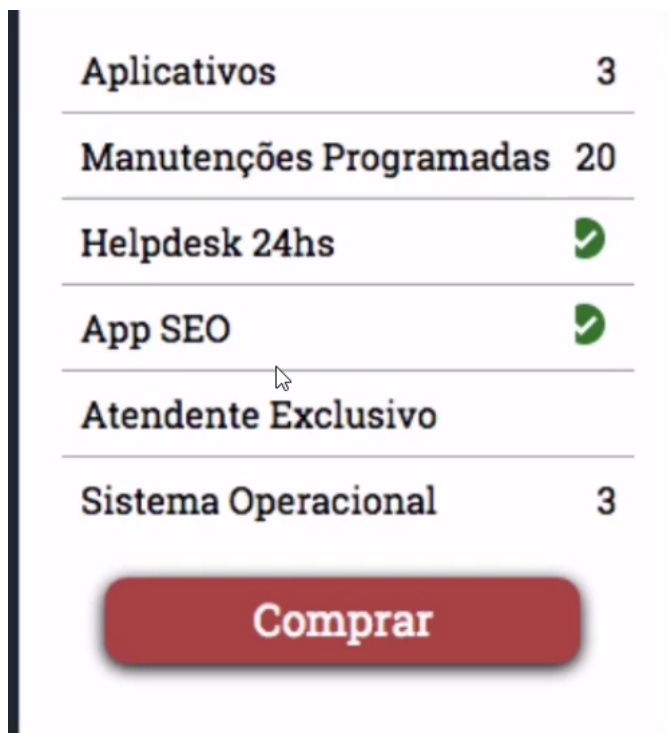 Aplicativos 3
Manutenções Programadas 20
Helpdesk 24hs
App SEO
Atendente Exclusivo
Sistema Operacional 3
Comprar